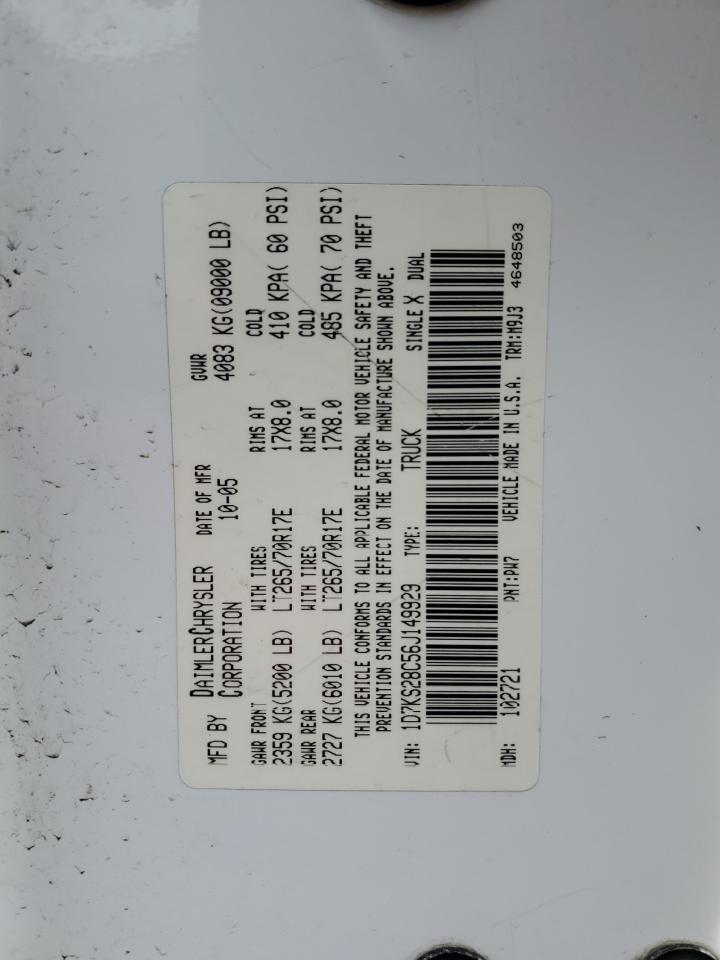 MFD BY DAIMLERCHRYSLER CORPORATION DATE OF MFR 10-05 GVWR 4083 KG(09000 LB)
GAWR FRONT WITH TIRES RIMS AT COLD
2359 KG(5200 LB) LT265/70R17E 17X8.0 410 KPA( 60 PSI)
GAWR REAR WITH TIRES RIMS AT COLD
2727 KG(6010 LB) LT265/70R17E 17X8.0 485 KPA( 70 PSI)
THIS VEHICLE CONFORMS TO ALL APPLICABLE FEDERAL MOTOR VEHICLE SAFETY AND THEFT
PREVENTION STANDARDS IN EFFECT ON THE DATE OF MANUFACTURE SHOWN ABOVE.
VIN: 1D7KS28C56J149929 TYPE: TRUCK SINGLE X DUAL
MDH: 102721 PNT:PW7 VEHICLE MADE IN U.S.A. TRM:M9J3 4648503